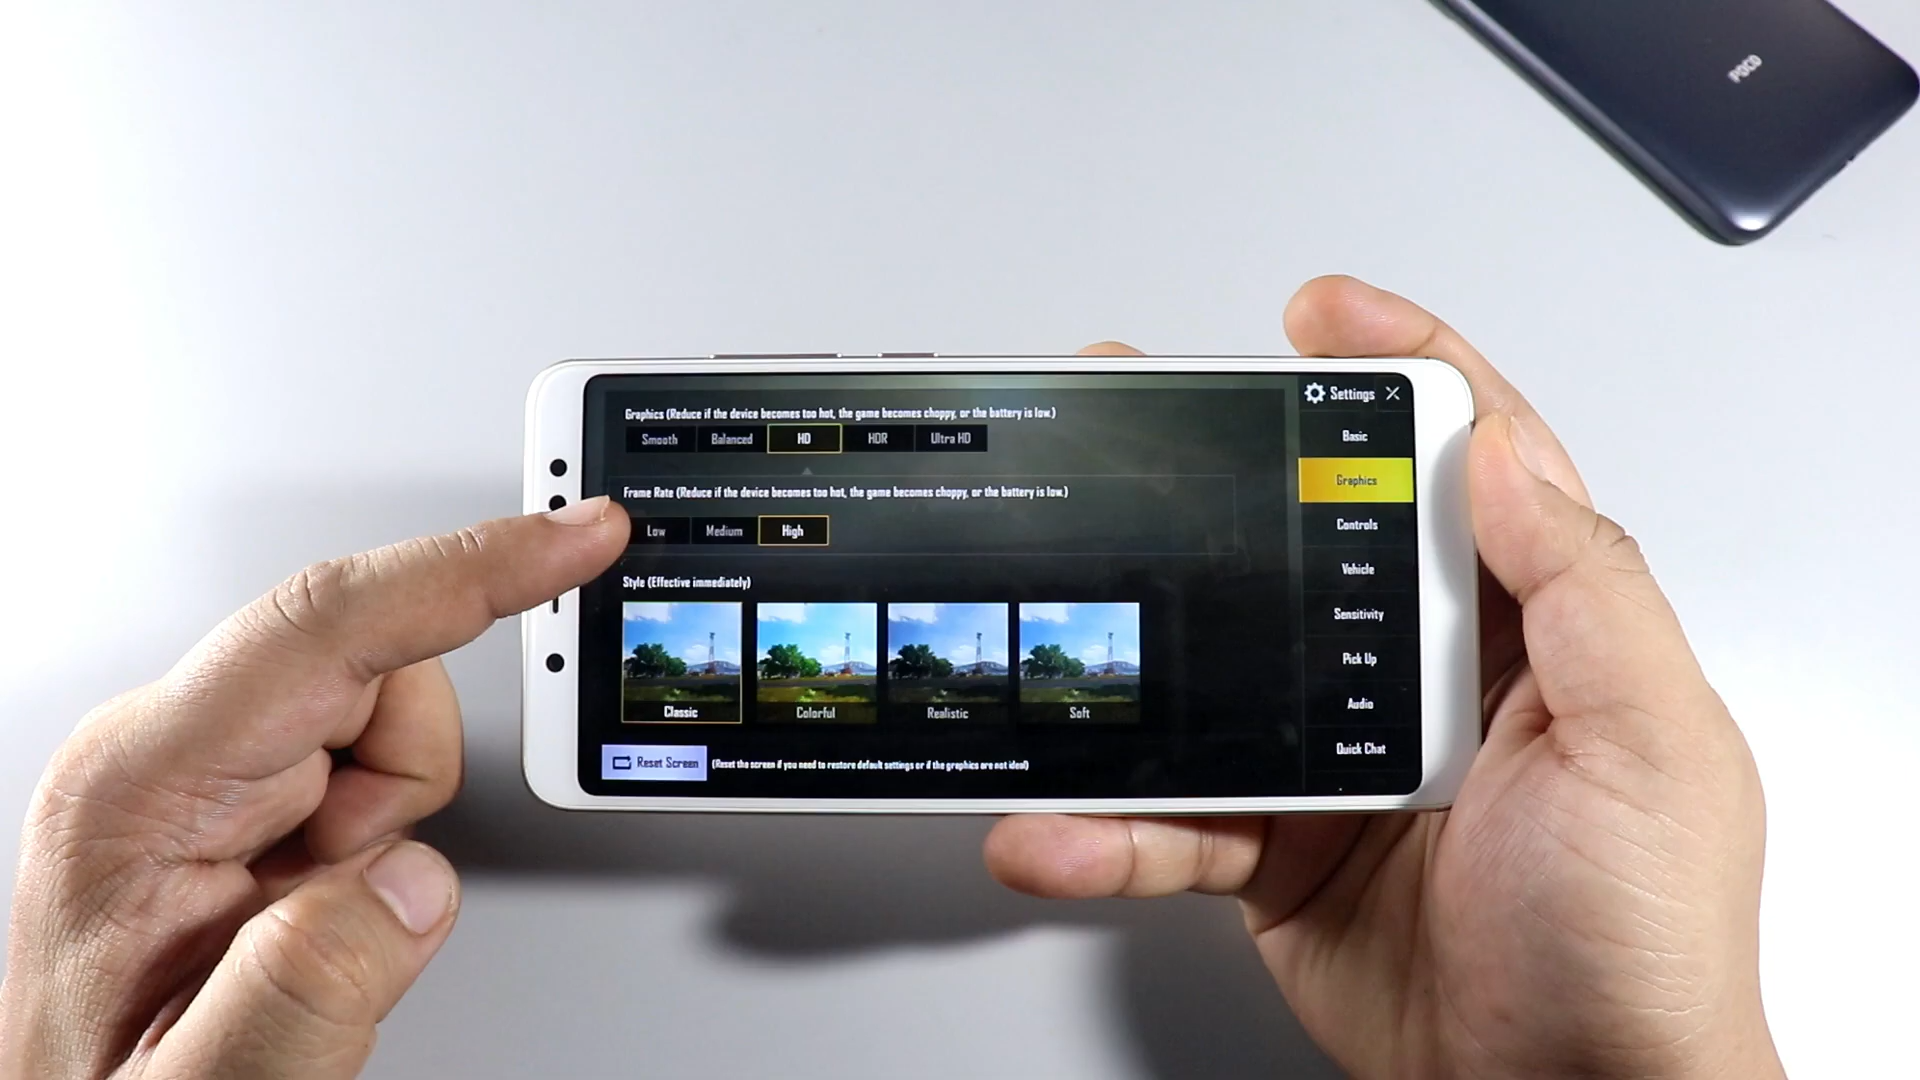 POCO
Settings
Graphics (Reduce if the device becomes too hot, the game becomes choppy, or the battery is low.)
Smooth Balanced HD HDR Ultra HD
Frame Rate (Reduce if the device becomes too hot, the game becomes choppy, or the battery is low.)
Low Medium High
Style (Effective immediately)
Classic Colorful Realistic Soft
Reset Screen (Reset the screen if you need to restore default settings or if the graphics are not ideal)
Basic
Graphics
Controls
Vehicle
Sensitivity
Pick Up
Audio
Quick Chat